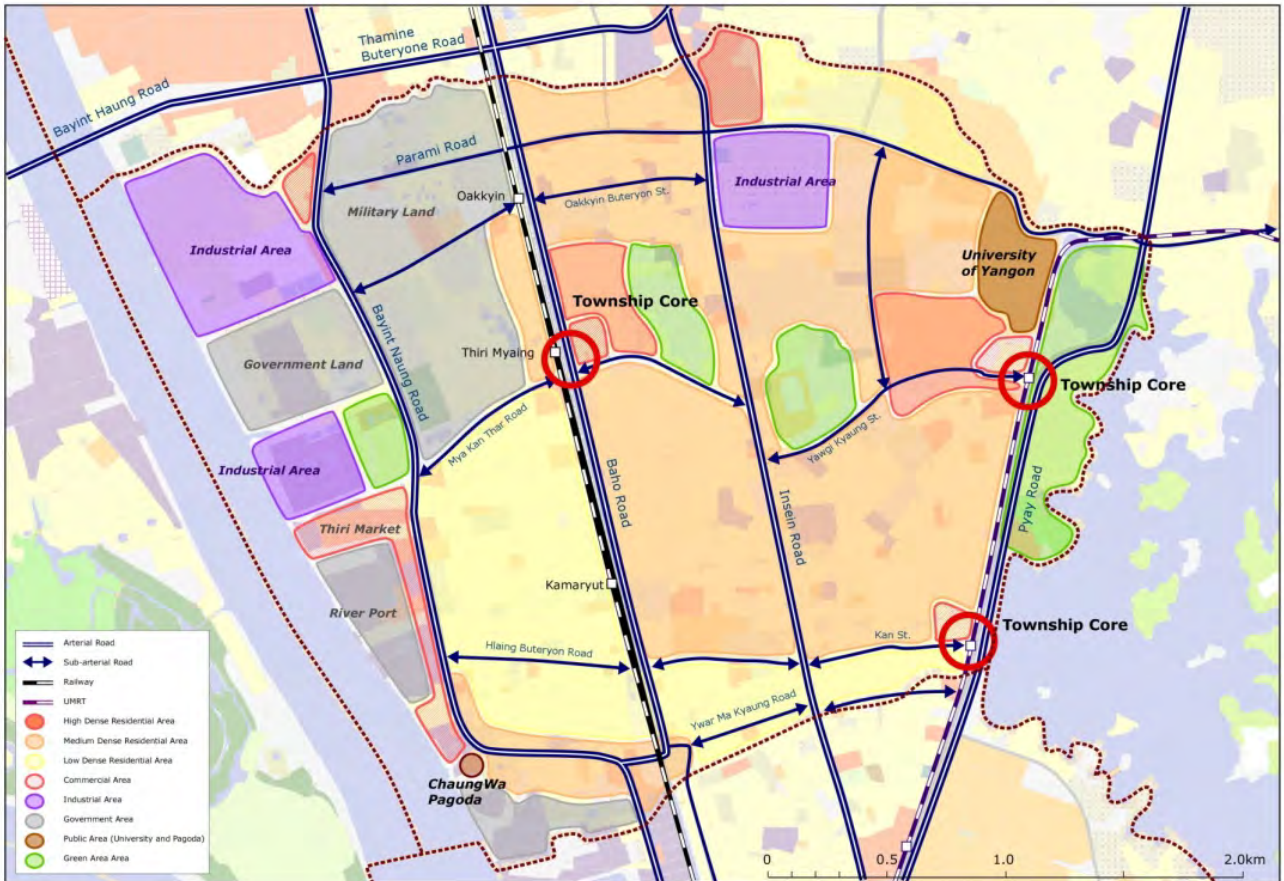 Thamine
Buteryone Road
Bayint Haung Road
Parami Road
Oakkyin
Oakkyin Buteryon St.
Industrial Area
Military Land
Industrial Area
University
of Yangon
Township Core
Bayint Naung Road
Thiri Myaing
Government Land
Township Core
Mya Kan Thar Road
Yawgi Kyaung St.
Industrial Area
Baho Road
Insein Road
Pyay Road
Thiri Market
Kamaryut
River Port
Township Core
Kan St.
Hlaing Buteryon Road
Ywar Ma Kyaung Road
ChaungWa
Pagoda
Arterial Road
Sub-arterial Road
Railway
UMRT
High Dense Residential Area
Medium Dense Residential Area
Low Dense Residential Area
Commercial Area
Industrial Area
Government Area
Public Area (University and Pagoda)
Green Area Area
0 0.5 1.0 2.0km